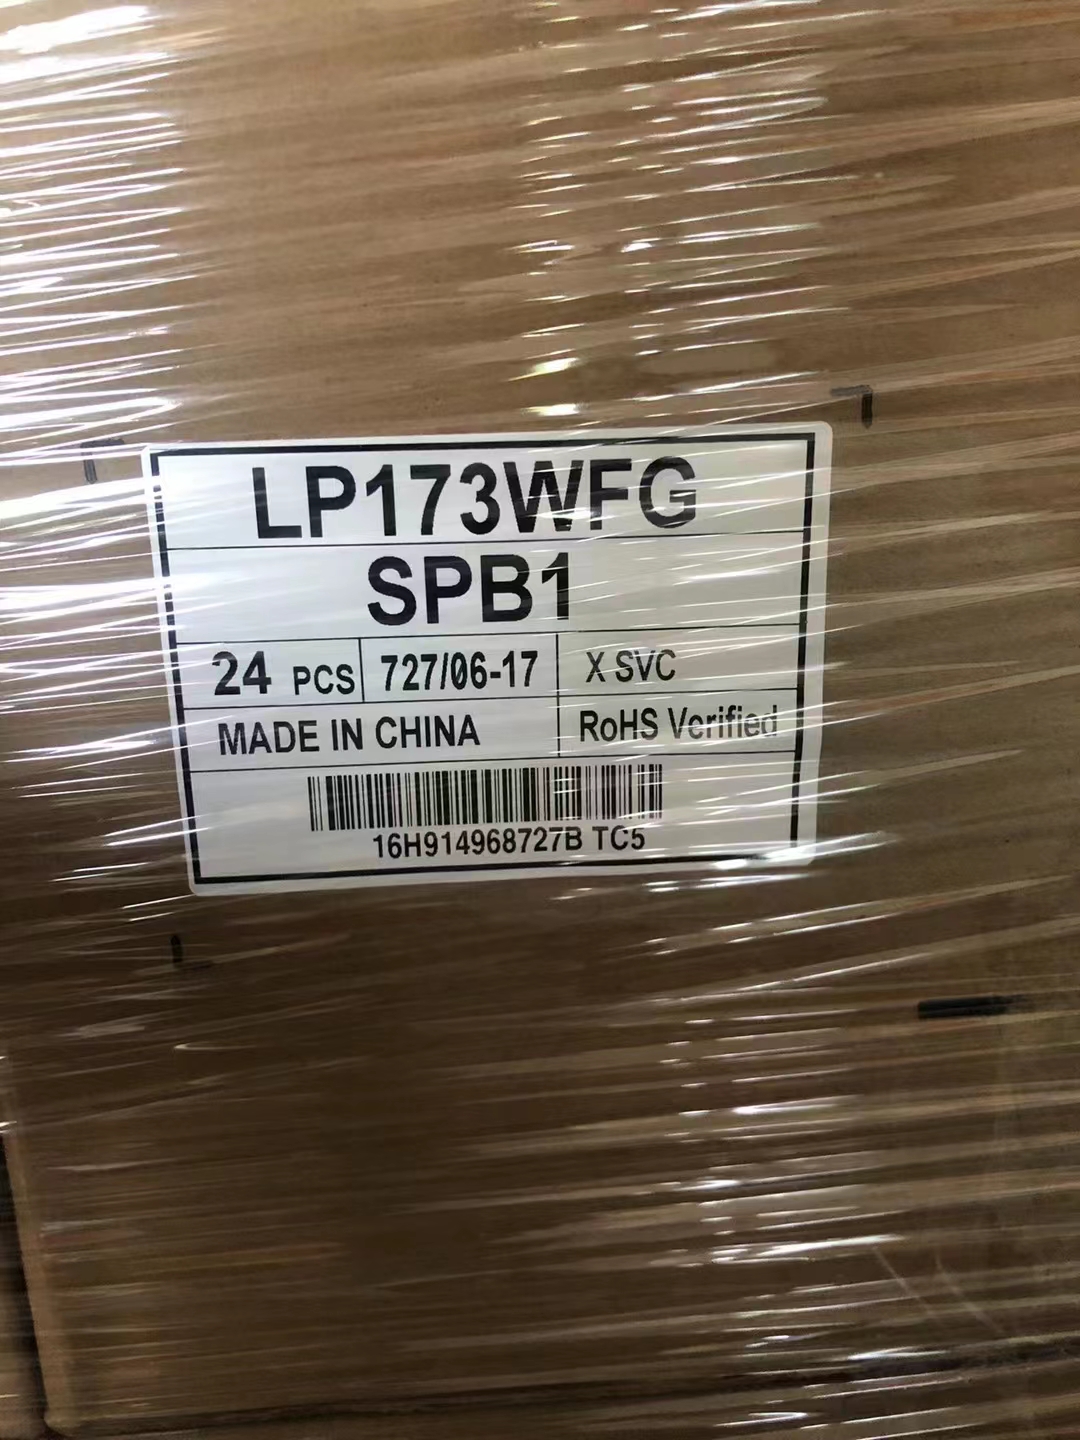 LP173WFG
SPB1
24 PCS 727/06-17 X SVC
MADE IN CHINA RoHS Verified
16H914968727B TC5